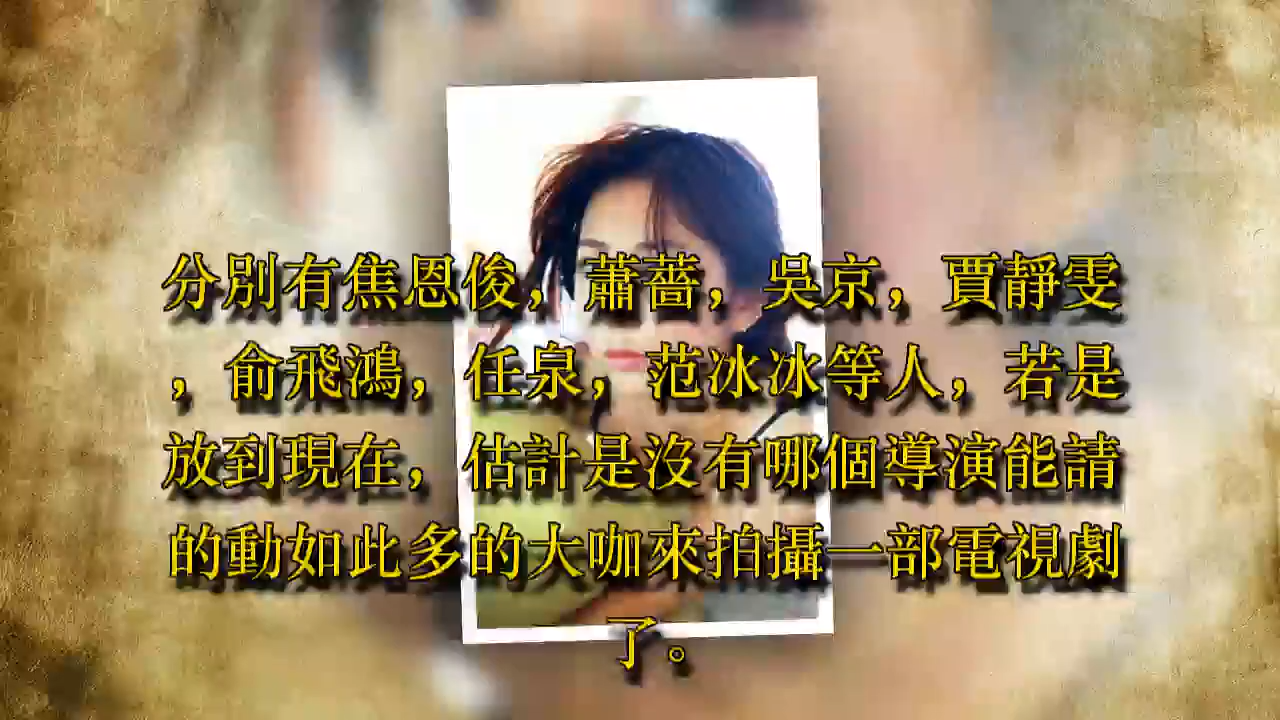 分別有焦恩俊，蕭薔，吳京，賈靜雯
，俞飛鴻，任泉，范冰冰等人，若是
放到現在，估計是沒有哪個導演能請
的動如此多的大咖來拍攝一部電視劇
了。